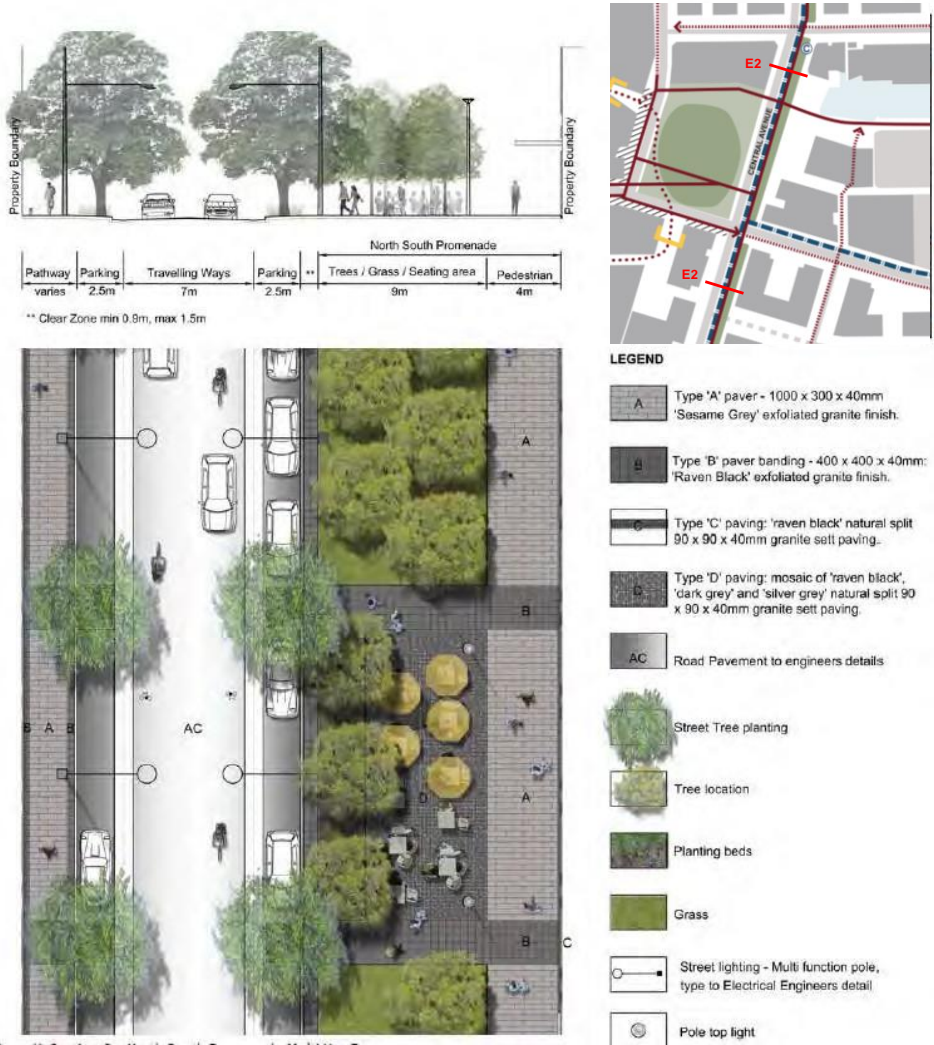 Property Boundary
Property Boundary
North South Promenade
Pathway
Parking
Travelling Ways
Parking
**
Trees / Grass / Seating area
Pedestrian
varies
2.5m
7m
2.5m
9m
4m
** Clear Zone min 0.9m, max 1.5m
E2
C
CENTRAL AVENUE
E2
A
B
B A B
AC
D
A
B
C
LEGEND
A
Type 'A' paver - 1000 x 300 x 40mm
'Sesame Grey' exfoliated granite finish.
B
Type 'B' paver banding - 400 x 400 x 40mm:
'Raven Black' exfoliated granite finish.
C
Type 'C' paving: 'raven black' natural split
90 x 90 x 40mm granite sett paving.
D
Type 'D' paving: mosaic of 'raven black',
'dark grey' and 'silver grey' natural split 90
x 90 x 40mm granite sett paving.
AC
Road Pavement to engineers details
Street Tree planting
Tree location
Planting beds
Grass
Street lighting - Multi function pole,
type to Electrical Engineers detail
Pole top light